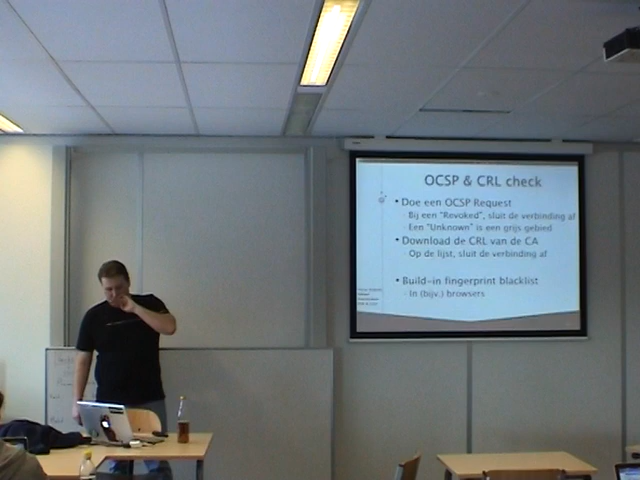 OCSP & CRL check
• Doe een OCSP Request
- Bij een "Revoked", sluit de verbinding af
- Een "Unknown" is een grijs gebied
• Download de CRL van de CA
- Op de lijst, sluit de verbinding af
• Build-in fingerprint blacklist
- In (bijv.) browsers